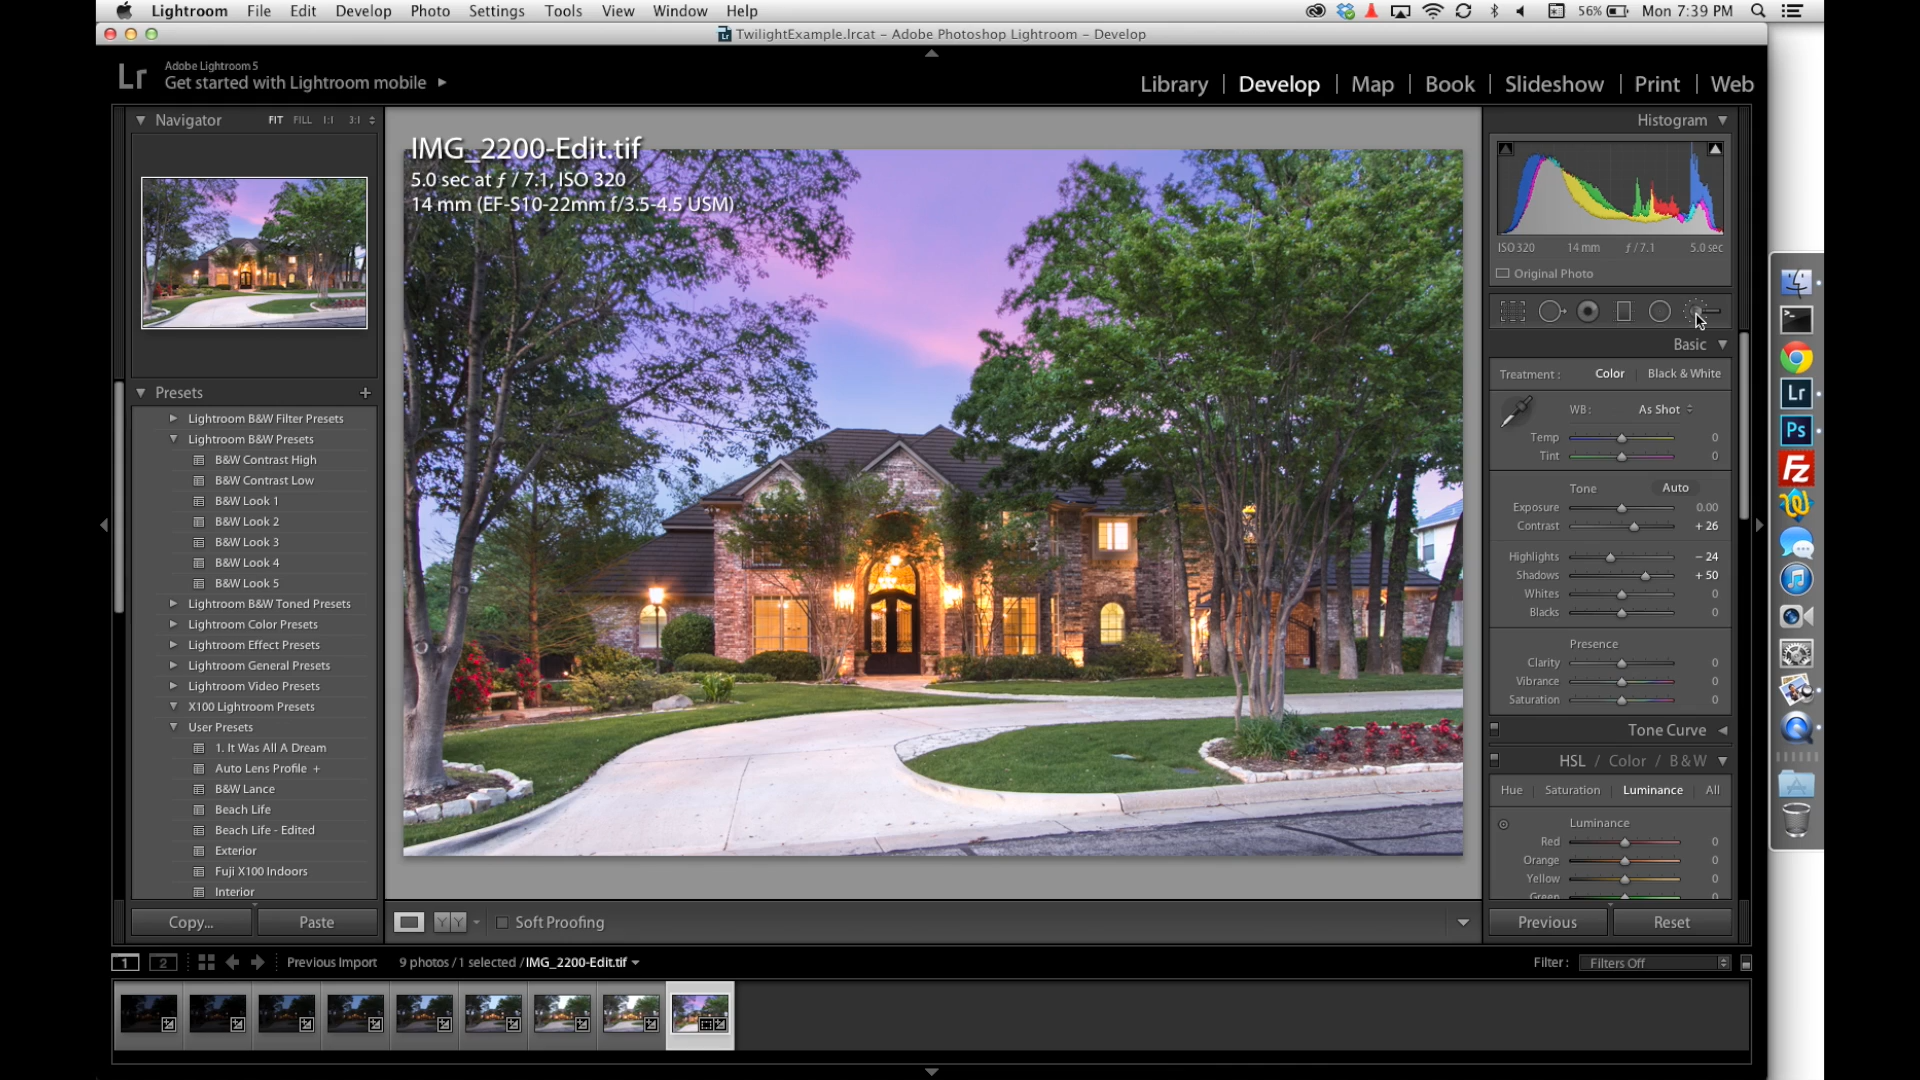 Lightroom File Edit Develop Photo Settings Tools View Window Help
56% Mon 7:39 PM
TwilightExample.lrcat - Adobe Photoshop Lightroom - Develop
Lr
Adobe Lightroom 5
Get started with Lightroom mobile
Library | Develop | Map | Book | Slideshow | Print | Web
Navigator FIT FILL 1:1 3:1
Presets +
Lightroom B&W Filter Presets
Lightroom B&W Presets
B&W Contrast High
B&W Contrast Low
B&W Look 1
B&W Look 2
B&W Look 3
B&W Look 4
B&W Look 5
Lightroom B&W Toned Presets
Lightroom Color Presets
Lightroom Effect Presets
Lightroom General Presets
Lightroom Video Presets
X100 Lightroom Presets
User Presets
1. It Was All A Dream
Auto Lens Profile +
B&W Lance
Beach Life
Beach Life - Edited
Exterior
Fuji X100 Indoors
Interior
Copy... Paste
IMG_2200-Edit.tif
5.0 sec at ƒ / 7.1, ISO 320
14 mm (EF-S10-22mm f/3.5-4.5 USM)
Soft Proofing
Histogram
ISO 320 14 mm ƒ / 7.1 5.0 sec
Original Photo
Basic
Treatment : Color | Black & White
WB : As Shot
Temp 0
Tint 0
Tone Auto
Exposure 0.00
Contrast + 26
Highlights − 24
Shadows + 50
Whites 0
Blacks 0
Presence
Clarity 0
Vibrance 0
Saturation 0
Tone Curve
HSL / Color / B & W
Hue Saturation Luminance All
Luminance
Red 0
Orange 0
Yellow 0
Green 0
Previous Reset
1 2 Previous Import 9 photos / 1 selected / IMG_2200-Edit.tif
Filter : Filters Off
Lr
Ps
Fz